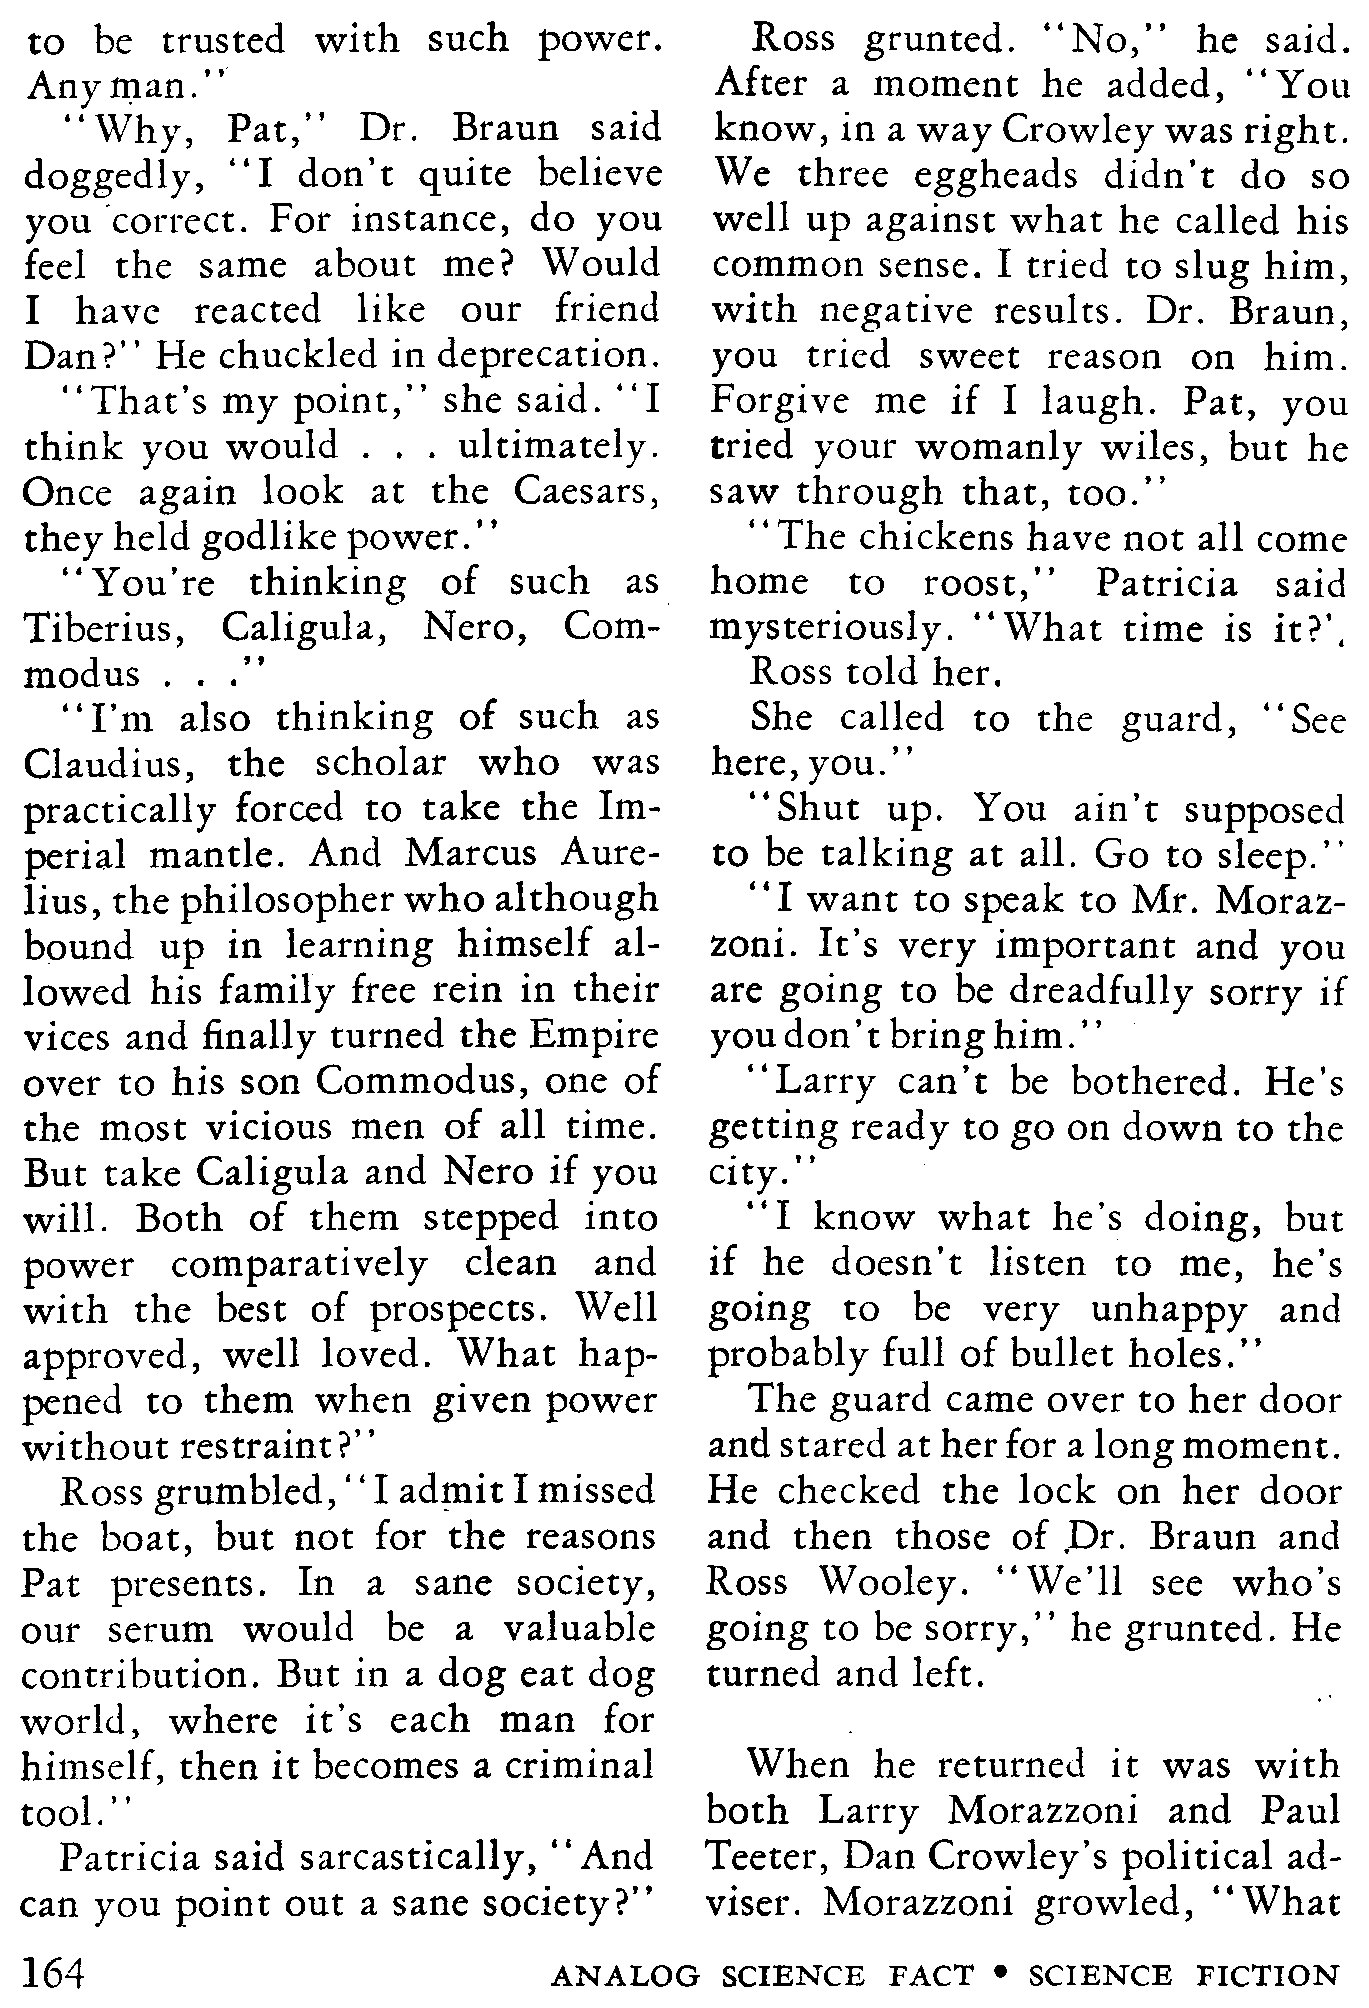 to be trusted with such power.
Any man."
"Why, Pat," Dr. Braun said
doggedly, "I don't quite believe
you correct. For instance, do you
feel the same about me? Would
I have reacted like our friend
Dan?" He chuckled in deprecation.
"That's my point," she said. "I
think you would . . . ultimately.
Once again look at the Caesars,
they held godlike power."
"You're thinking of such as
Tiberius, Caligula, Nero, Com-
modus . . ."
"I'm also thinking of such as
Claudius, the scholar who was
practically forced to take the Im-
perial mantle. And Marcus Aure-
lius, the philosopher who although
bound up in learning himself al-
lowed his family free rein in their
vices and finally turned the Empire
over to his son Commodus, one of
the most vicious men of all time.
But take Caligula and Nero if you
will. Both of them stepped into
power comparatively clean and
with the best of prospects. Well
approved, well loved. What hap-
pened to them when given power
without restraint?"
Ross grumbled, "I admit I missed
the boat, but not for the reasons
Pat presents. In a sane society,
our serum would be a valuable
contribution. But in a dog eat dog
world, where it's each man for
himself, then it becomes a criminal
tool."
Patricia said sarcastically, "And
can you point out a sane society?"
Ross grunted. "No," he said.
After a moment he added, "You
know, in a way Crowley was right.
We three eggheads didn't do so
well up against what he called his
common sense. I tried to slug him,
with negative results. Dr. Braun,
you tried sweet reason on him.
Forgive me if I laugh. Pat, you
tried your womanly wiles, but he
saw through that, too."
"The chickens have not all come
home to roost," Patricia said
mysteriously. "What time is it?'.
Ross told her.
She called to the guard, "See
here, you."
"Shut up. You ain't supposed
to be talking at all. Go to sleep."
"I want to speak to Mr. Moraz-
zoni. It's very important and you
are going to be dreadfully sorry if
you don't bring him."
"Larry can't be bothered. He's
getting ready to go on down to the
city."
"I know what he's doing, but
if he doesn't listen to me, he's
going to be very unhappy and
probably full of bullet holes."
The guard came over to her door
and stared at her for a long moment.
He checked the lock on her door
and then those of Dr. Braun and
Ross Wooley. "We'll see who's
going to be sorry," he grunted. He
turned and left.
When he returned it was with
both Larry Morazzoni and Paul
Teeter, Dan Crowley's political ad-
viser. Morazzoni growled, "What
164 ANALOG SCIENCE FACT • SCIENCE FICTION